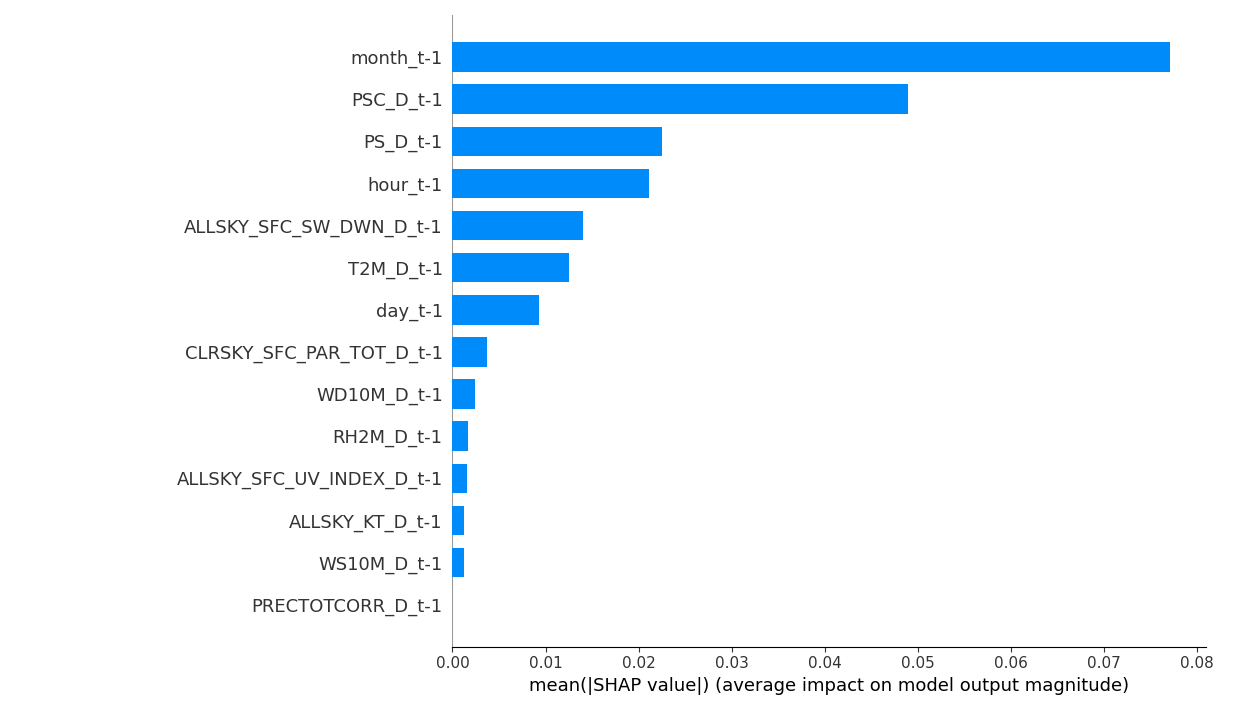 month_t-1
PSC_D_t-1
PS_D_t-1
hour_t-1
ALLSKY_SFC_SW_DWN_D_t-1
T2M_D_t-1
day_t-1
CLRSKY_SFC_PAR_TOT_D_t-1
WD10M_D_t-1
RH2M_D_t-1
ALLSKY_SFC_UV_INDEX_D_t-1
ALLSKY_KT_D_t-1
WS10M_D_t-1
PRECTOTCORR_D_t-1
0.00 0.01 0.02 0.03 0.04 0.05 0.06 0.07 0.08
mean(|SHAP value|) (average impact on model output magnitude)